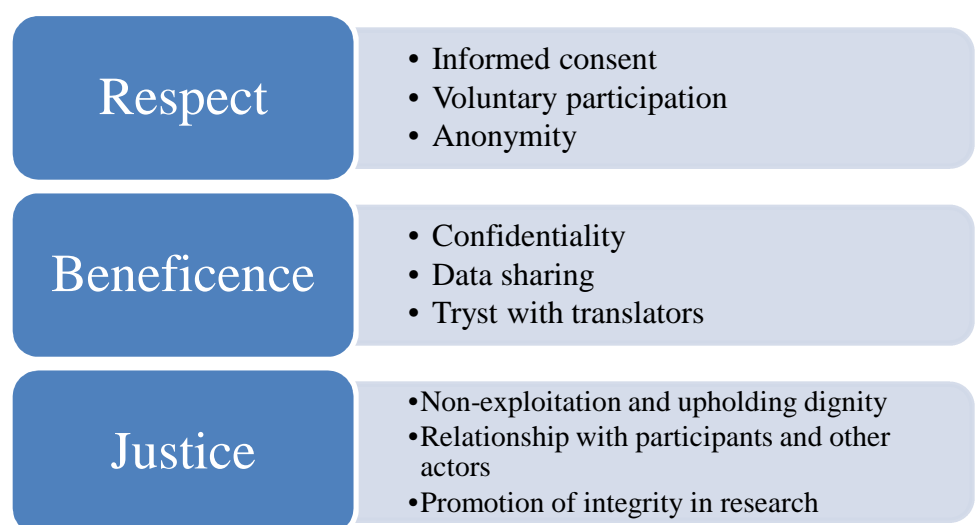 Respect
• Informed consent
• Voluntary participation
• Anonymity
Beneficence
• Confidentiality
• Data sharing
• Tryst with translators
Justice
•Non-exploitation and upholding dignity
•Relationship with participants and other
actors
•Promotion of integrity in research